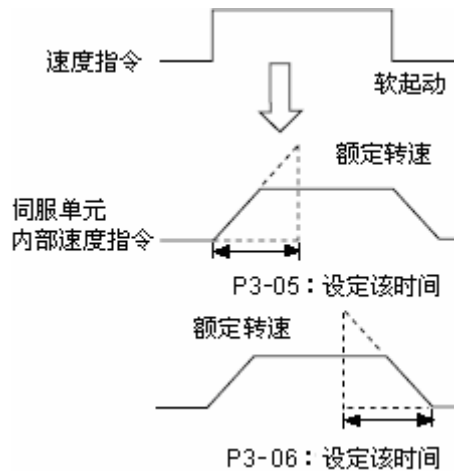 速度指令
软起动
额定转速
伺服单元
内部速度指令
P3-05：设定该时间
额定转速
P3-06：设定该时间